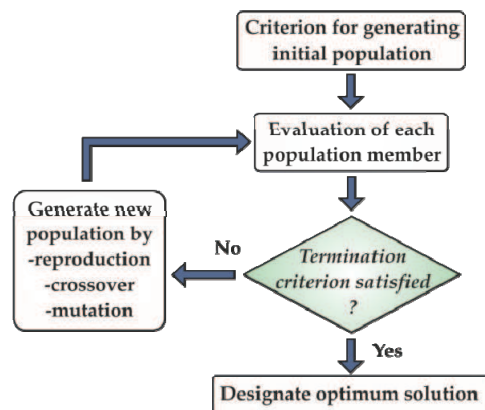 Criterion for generating
initial population
Evaluation of each
population member
Generate new
population by
-reproduction
-crossover
-mutation
No
Termination
criterion satisfied
?
Yes
Designate optimum solution